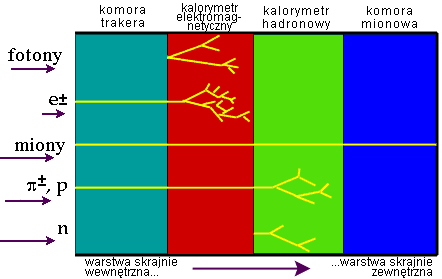 komora
trakera
kalorymetr
elektromag-
netyczny
kalorymetr
hadronowy
komora
mionowa
fotony
e±
miony
π±, p
n
warstwa skrajnie
wewnętrzna...
...warstwa skrajnie
zewnętrzna